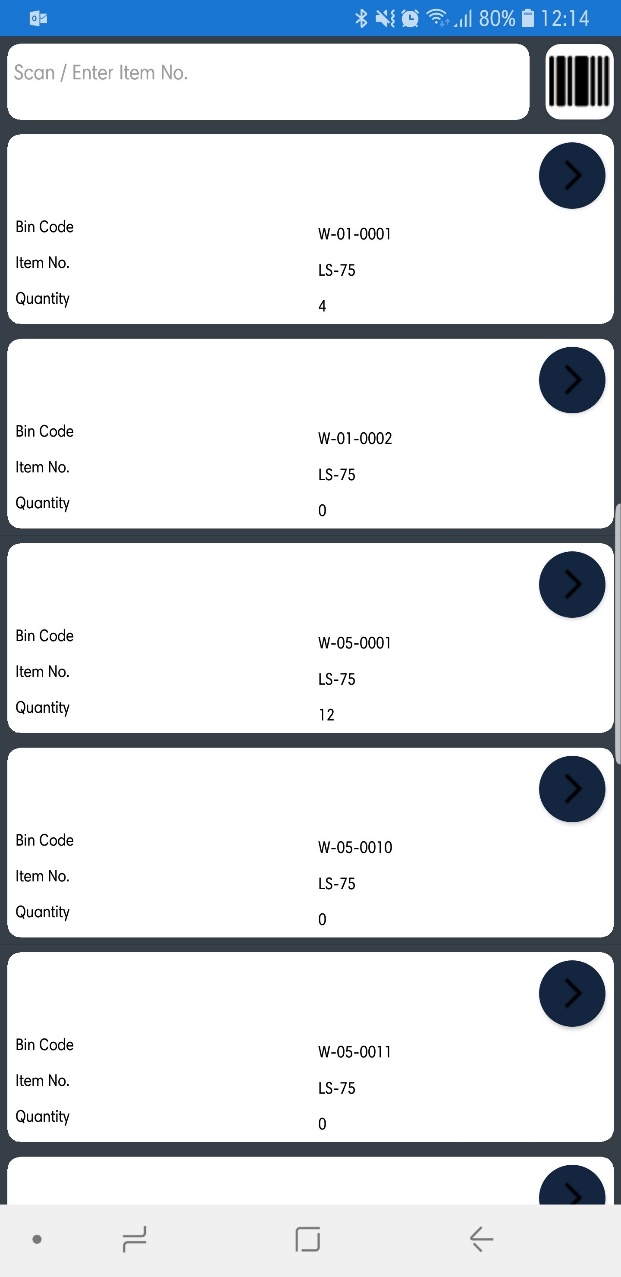 80% 12:14
Scan / Enter Item No.
Bin Code W-01-0001
Item No. LS-75
Quantity 4
Bin Code W-01-0002
Item No. LS-75
Quantity 0
Bin Code W-05-0001
Item No. LS-75
Quantity 12
Bin Code W-05-0010
Item No. LS-75
Quantity 0
Bin Code W-05-0011
Item No. LS-75
Quantity 0